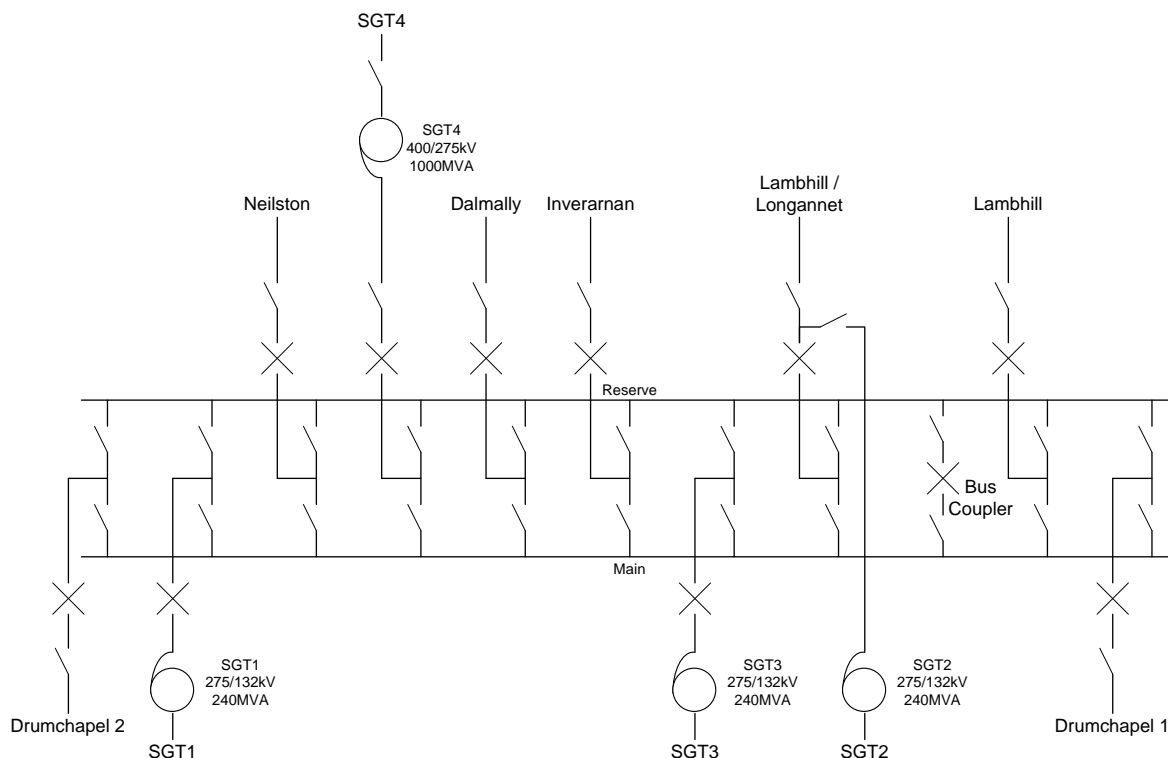 SGT4
SGT4
400/275kV
1000MVA
Neilston
Dalmally
Inverarnan
Lambhill /
Longannet
Lambhill
Reserve
Bus
Coupler
Main
SGT1
275/132kV
240MVA
SGT3
275/132kV
240MVA
SGT2
275/132kV
240MVA
Drumchapel 2
SGT1
SGT3
SGT2
Drumchapel 1